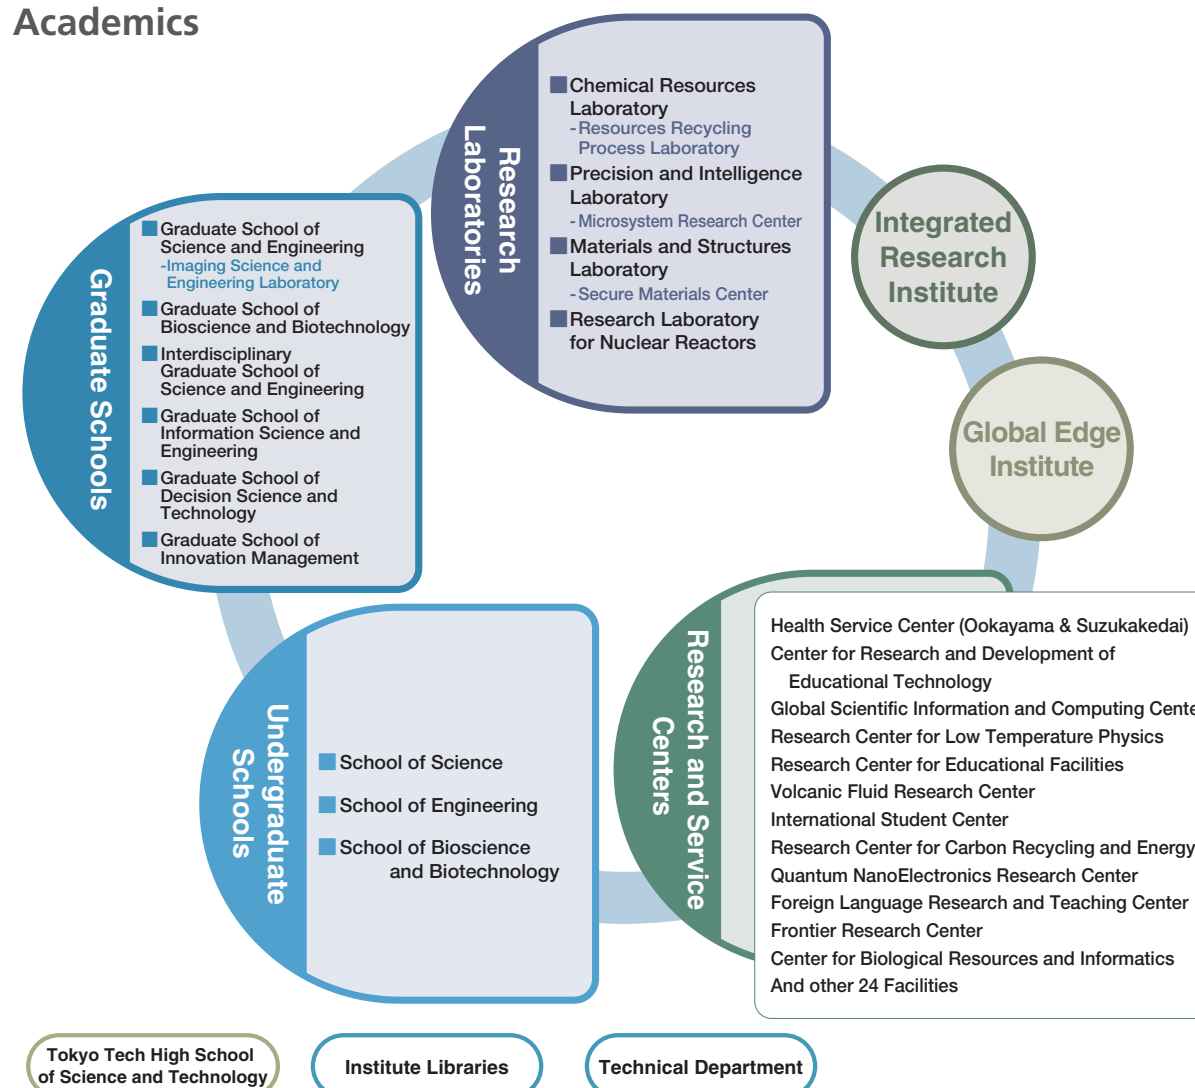 Academics
Research
Laboratories
Chemical Resources
Laboratory
-Resources Recycling
Process Laboratory
Precision and Intelligence
Laboratory
-Microsystem Research Center
Materials and Structures
Laboratory
-Secure Materials Center
Research Laboratory
for Nuclear Reactors
Integrated
Research
Institute
Global Edge
Institute
Graduate Schools
Graduate School of
Science and Engineering
-Imaging Science and
Engineering Laboratory
Graduate School of
Bioscience and Biotechnology
Interdisciplinary
Graduate School of
Science and Engineering
Graduate School of
Information Science and
Engineering
Graduate School of
Decision Science and
Technology
Graduate School of
Innovation Management
Undergraduate
Schools
School of Science
School of Engineering
School of Bioscience
and Biotechnology
Research and Service
Centers
Health Service Center (Ookayama & Suzukakedai)
Center for Research and Development of
Educational Technology
Global Scientific Information and Computing Cente
Research Center for Low Temperature Physics
Research Center for Educational Facilities
Volcanic Fluid Research Center
International Student Center
Research Center for Carbon Recycling and Energy
Quantum NanoElectronics Research Center
Foreign Language Research and Teaching Center
Frontier Research Center
Center for Biological Resources and Informatics
And other 24 Facilities
Tokyo Tech High School
of Science and Technology
Institute Libraries
Technical Department